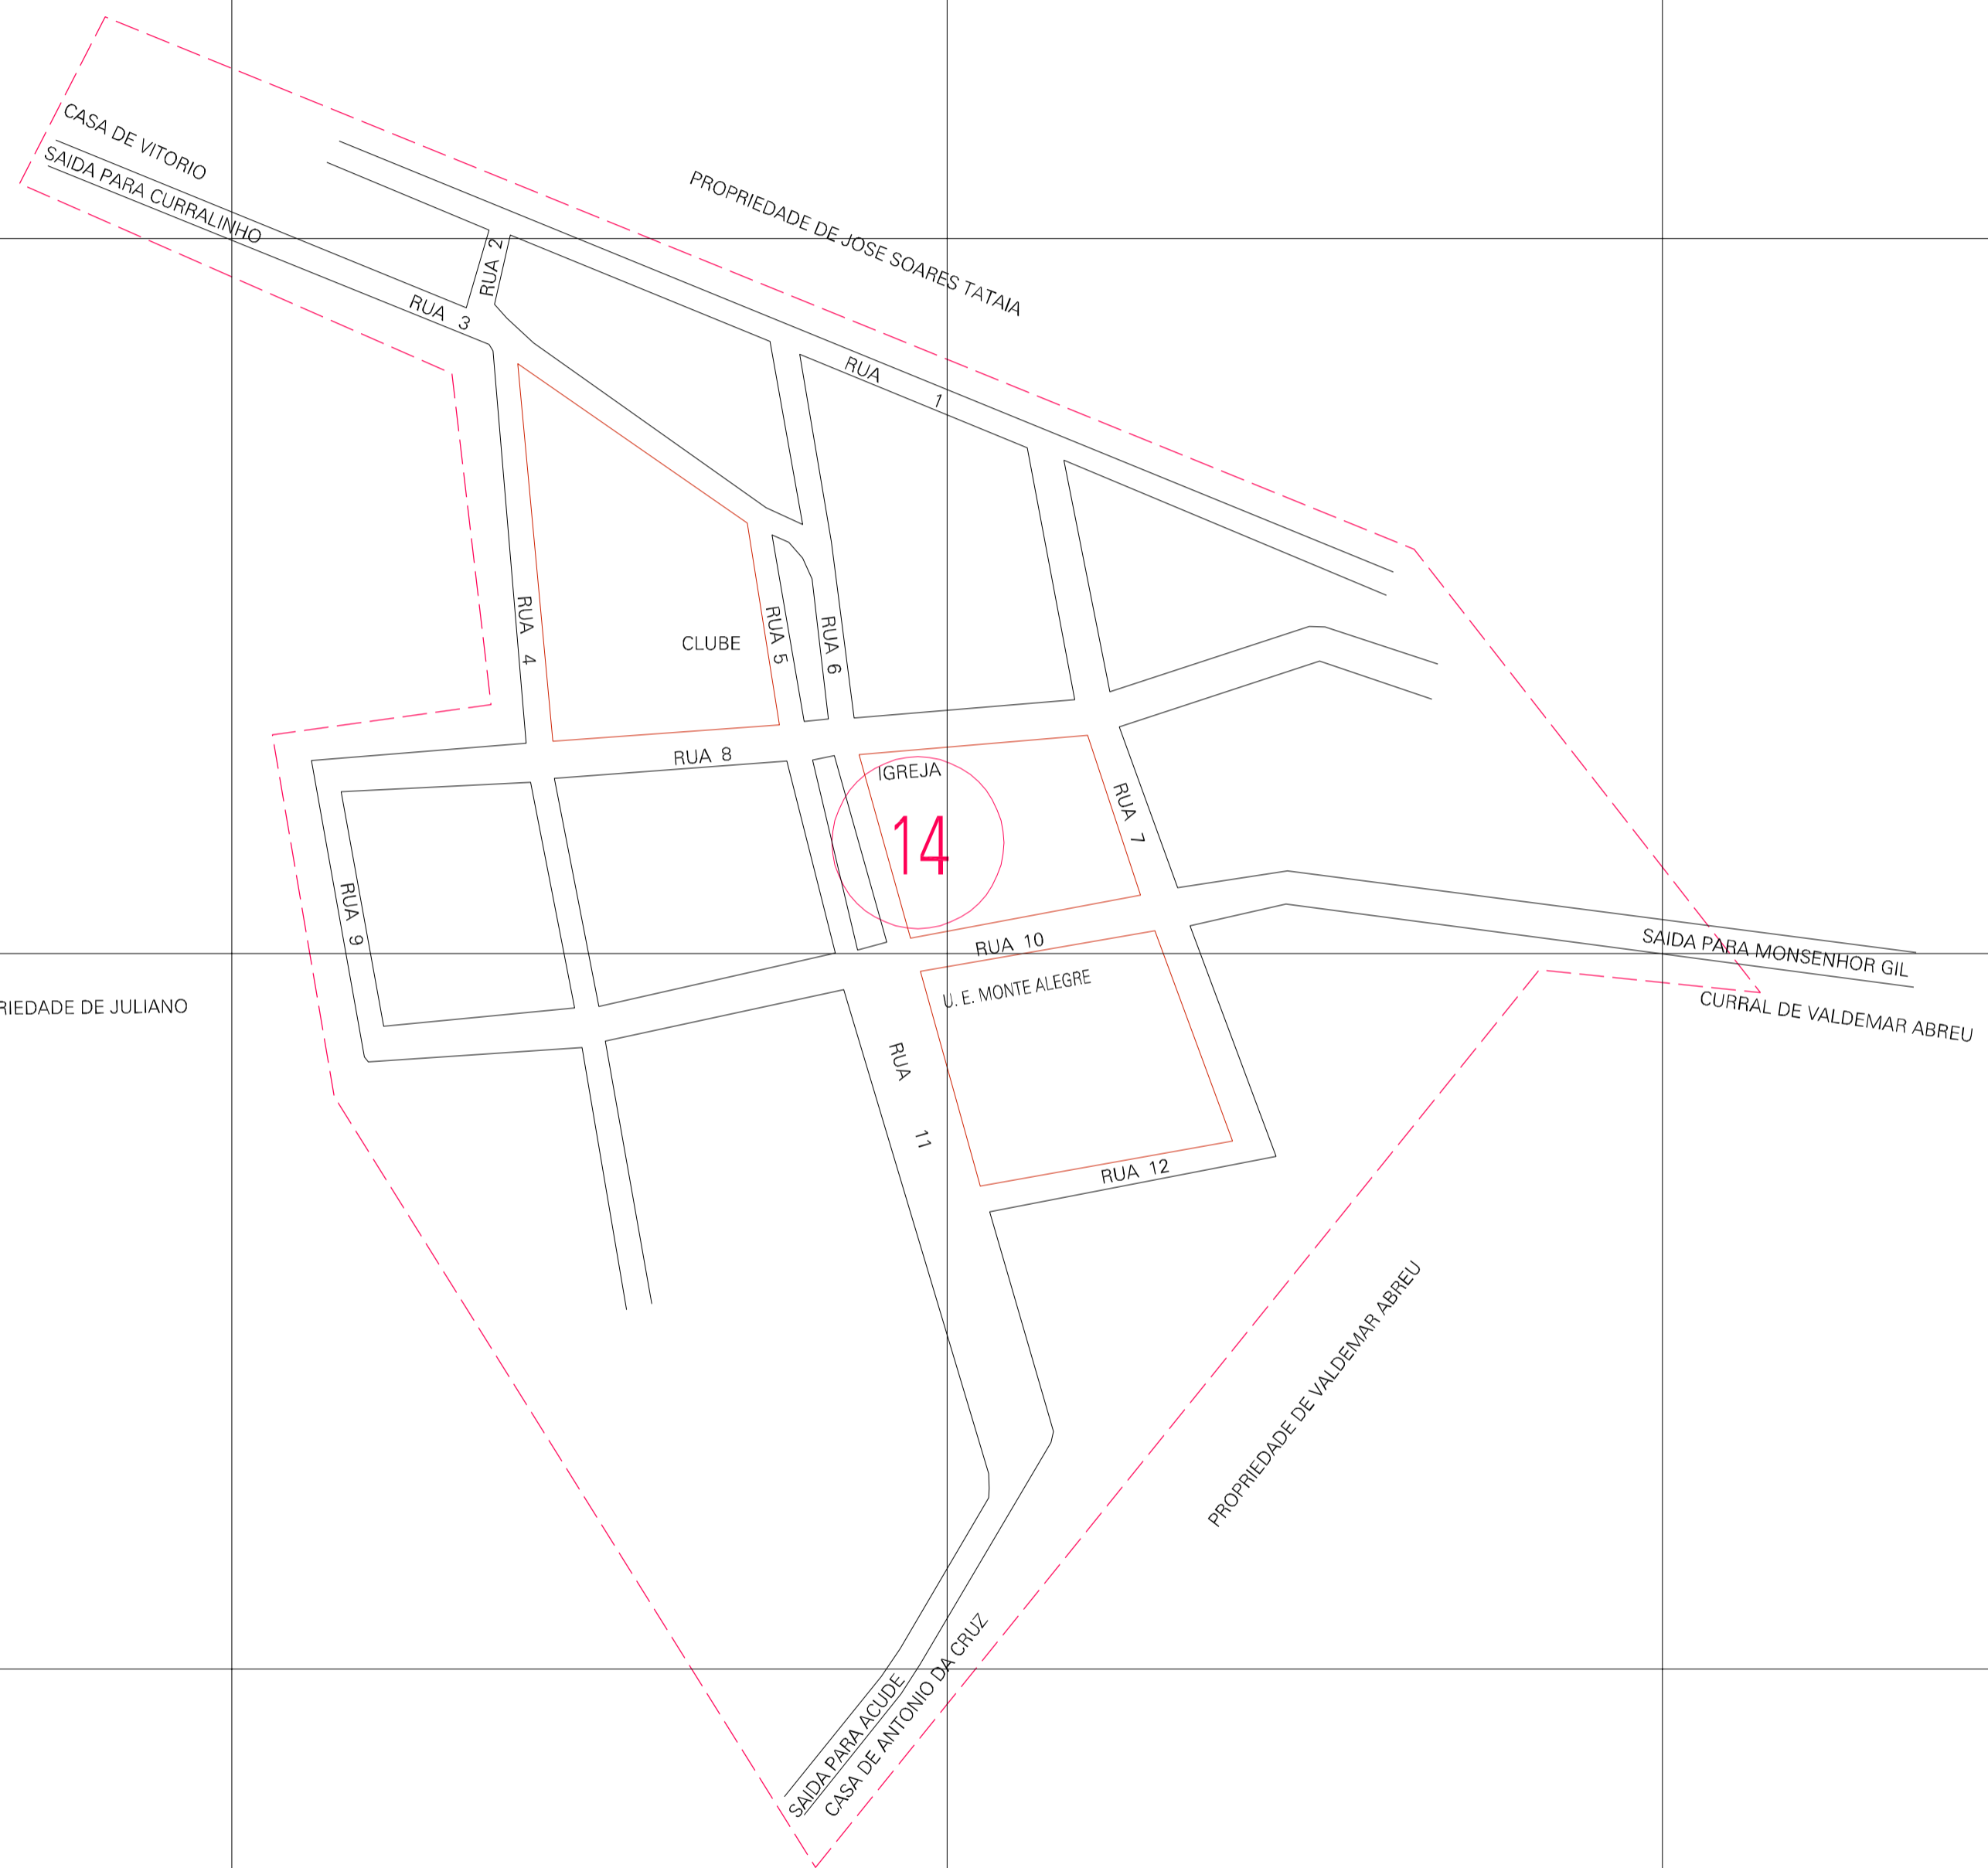 CASA DE VITORIO
SAIDA PARA CURRALINHO
PROPRIEDADE DE JOSE SOARES TATAIA
RUA 2
RUA 3
RUA 1
RUA 4
CLUBE
RUA 5
RUA 6
RUA 8
IGREJA
RUA 7
14
RUA 9
RUA 10
SAIDA PARA MONSENHOR GIL
U. E. MONTE ALEGRE
RIEDADE DE JULIANO
CURRAL DE VALDEMAR ABREU
RUA 11
RUA 12
PROPRIEDADE DE VALDEMAR ABREU
SAIDA PARA ACUDE
CASA DE ANTONIO DA CRUZ